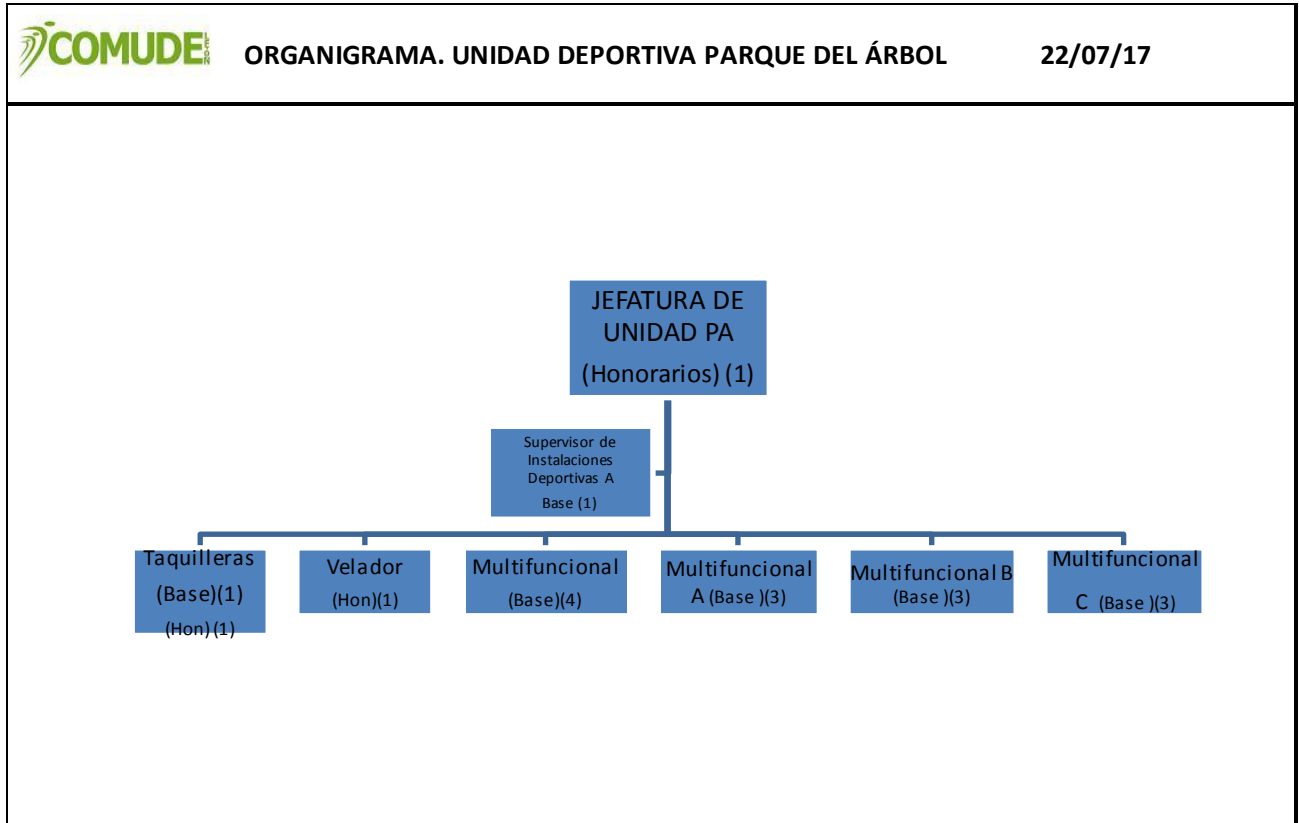 COMUDE LEON
ORGANIGRAMA. UNIDAD DEPORTIVA PARQUE DEL ÁRBOL 22/07/17
JEFATURA DE
UNIDAD PA
(Honorarios) (1)
Supervisor de
Instalaciones
Deportivas A
Base (1)
Taquilleras
(Base)(1)
(Hon) (1)
Velador
(Hon)(1)
Multifuncional
(Base)(4)
Multifuncional
A (Base )(3)
Multifuncional B
(Base )(3)
Multifuncional
C (Base )(3)